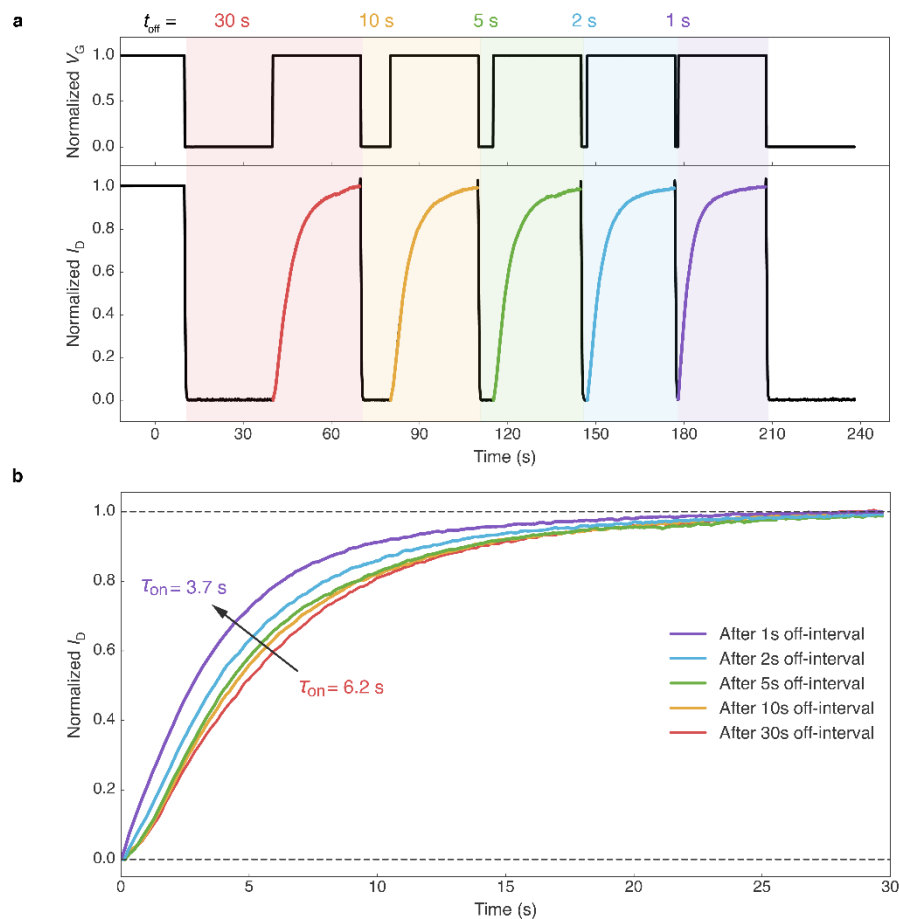 a
t_off = 30 s 10 s 5 s 2 s 1 s
Normalized V_G
1.0
0.5
0.0
Normalized I_D
1.0
0.8
0.6
0.4
0.2
0.0
0 30 60 90 120 150 180 210 240
Time (s)
b
Normalized I_D
1.0
0.8
0.6
0.4
0.2
0.0
τ_on = 3.7 s
τ_on = 6.2 s
After 1s off-interval
After 2s off-interval
After 5s off-interval
After 10s off-interval
After 30s off-interval
0 5 10 15 20 25 30
Time (s)